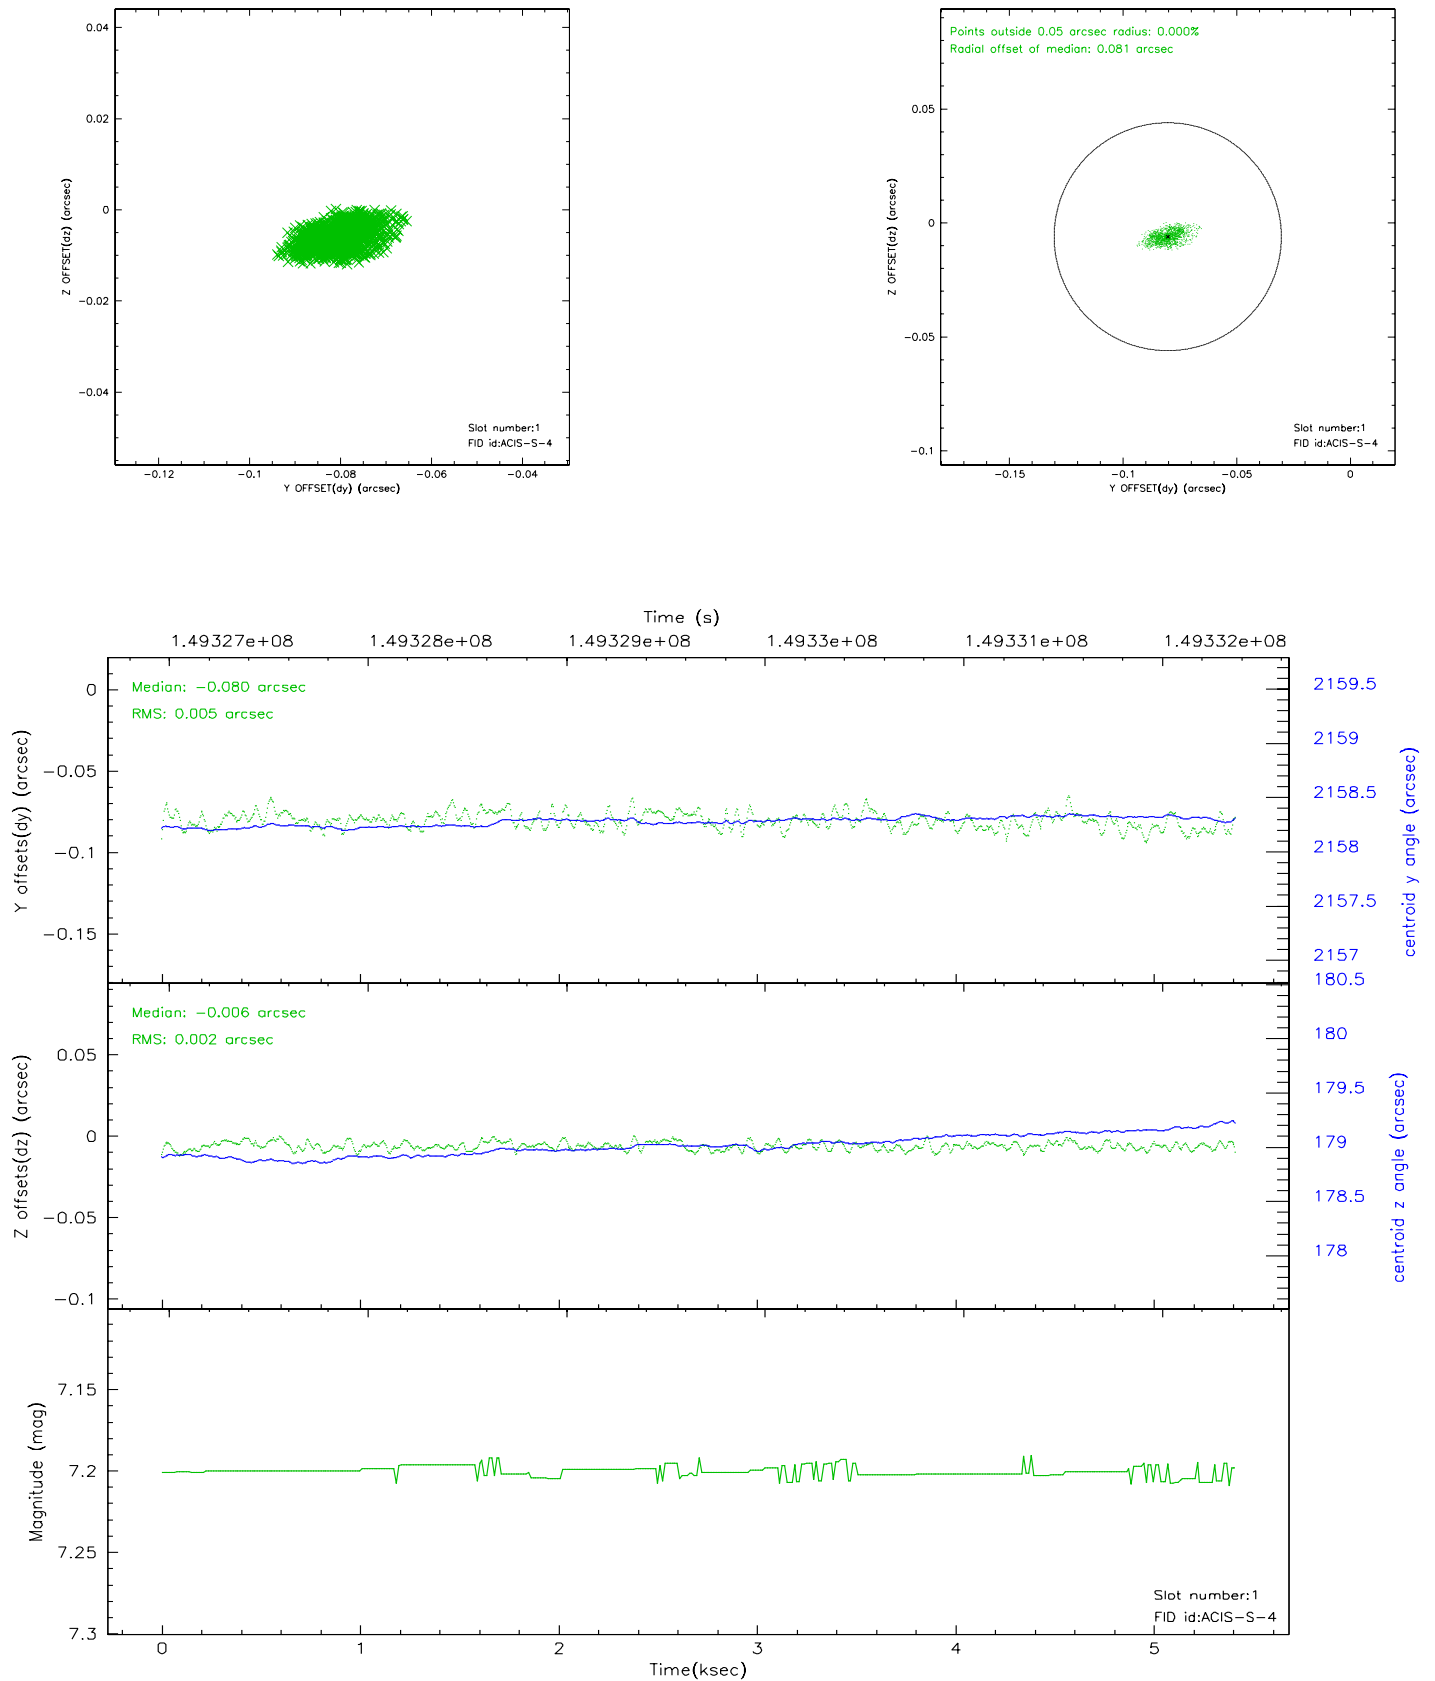 0.04
0.02
0
−0.02
−0.04
Z OFFSET(dz) (arcsec)
Slot number:1
FID id:ACIS−S−4
−0.12
−0.1
−0.08
−0.06
−0.04
Y OFFSET(dy) (arcsec)
Points outside 0.05 arcsec radius: 0.000%
Radial offset of median: 0.081 arcsec
0.05
0
−0.05
−0.1
Z OFFSET(dz) (arcsec)
Slot number:1
FID id:ACIS−S−4
−0.15
−0.1
−0.05
0
Y OFFSET(dy) (arcsec)
Time (s)
1.49327e+08
1.49328e+08
1.49329e+08
1.4933e+08
1.49331e+08
1.49332e+08
Median: −0.080 arcsec
RMS: 0.005 arcsec
0
−0.05
−0.1
−0.15
Y offsets(dy) (arcsec)
2159.5
2159
2158.5
2158
2157.5
2157
centroid y angle (arcsec)
Median: −0.006 arcsec
RMS: 0.002 arcsec
0.05
0
−0.05
−0.1
Z offsets(dz) (arcsec)
180.5
180
179.5
179
178.5
178
centroid z angle (arcsec)
7.15
7.2
7.25
7.3
Magnitude (mag)
Slot number:1
FID id:ACIS−S−4
0
1
2
3
4
5
Time(ksec)